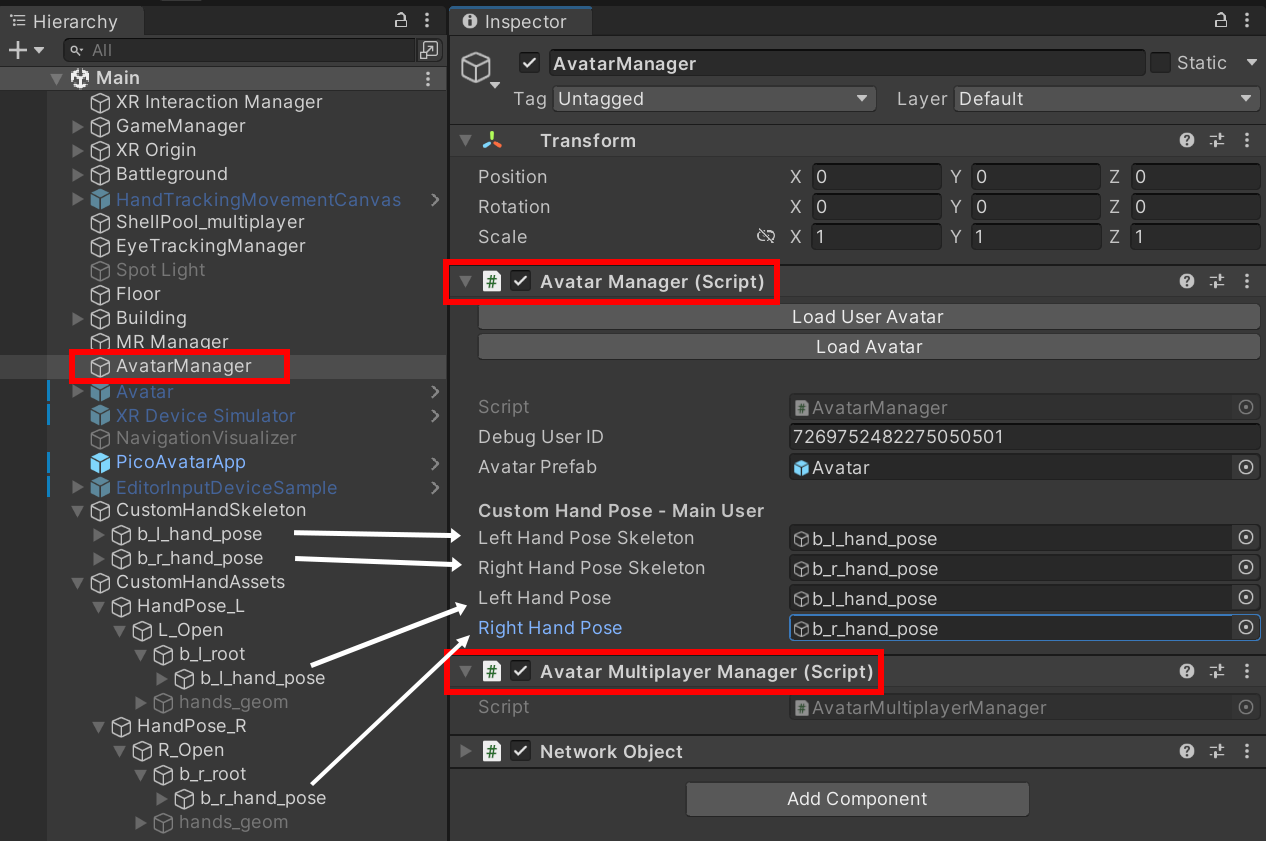 Hierarchy
All
Main
XR Interaction Manager
GameManager
XR Origin
Battleground
HandTrackingMovementCanvas
ShellPool_multiplayer
EyeTrackingManager
Spot Light
Floor
Building
MR Manager
AvatarManager
Avatar
XR Device Simulator
NavigationVisualizer
PicoAvatarApp
EditorInputDeviceSample
CustomHandSkeleton
b_l_hand_pose
b_r_hand_pose
CustomHandAssets
HandPose_L
L_Open
b_l_root
b_l_hand_pose
hands_geom
HandPose_R
R_Open
b_r_root
b_r_hand_pose
hands_geom
Inspector
AvatarManager Static
Tag Untagged Layer Default
Transform
Position X 0 Y 0 Z 0
Rotation X 0 Y 0 Z 0
Scale X 1 Y 1 Z 1
# Avatar Manager (Script)
Load User Avatar
Load Avatar
Script # AvatarManager
Debug User ID 7269752482275050501
Avatar Prefab Avatar
Custom Hand Pose - Main User
Left Hand Pose Skeleton b_l_hand_pose
Right Hand Pose Skeleton b_r_hand_pose
Left Hand Pose b_l_hand_pose
Right Hand Pose b_r_hand_pose
# Avatar Multiplayer Manager (Script)
Script # AvatarMultiplayerManager
# Network Object
Add Component